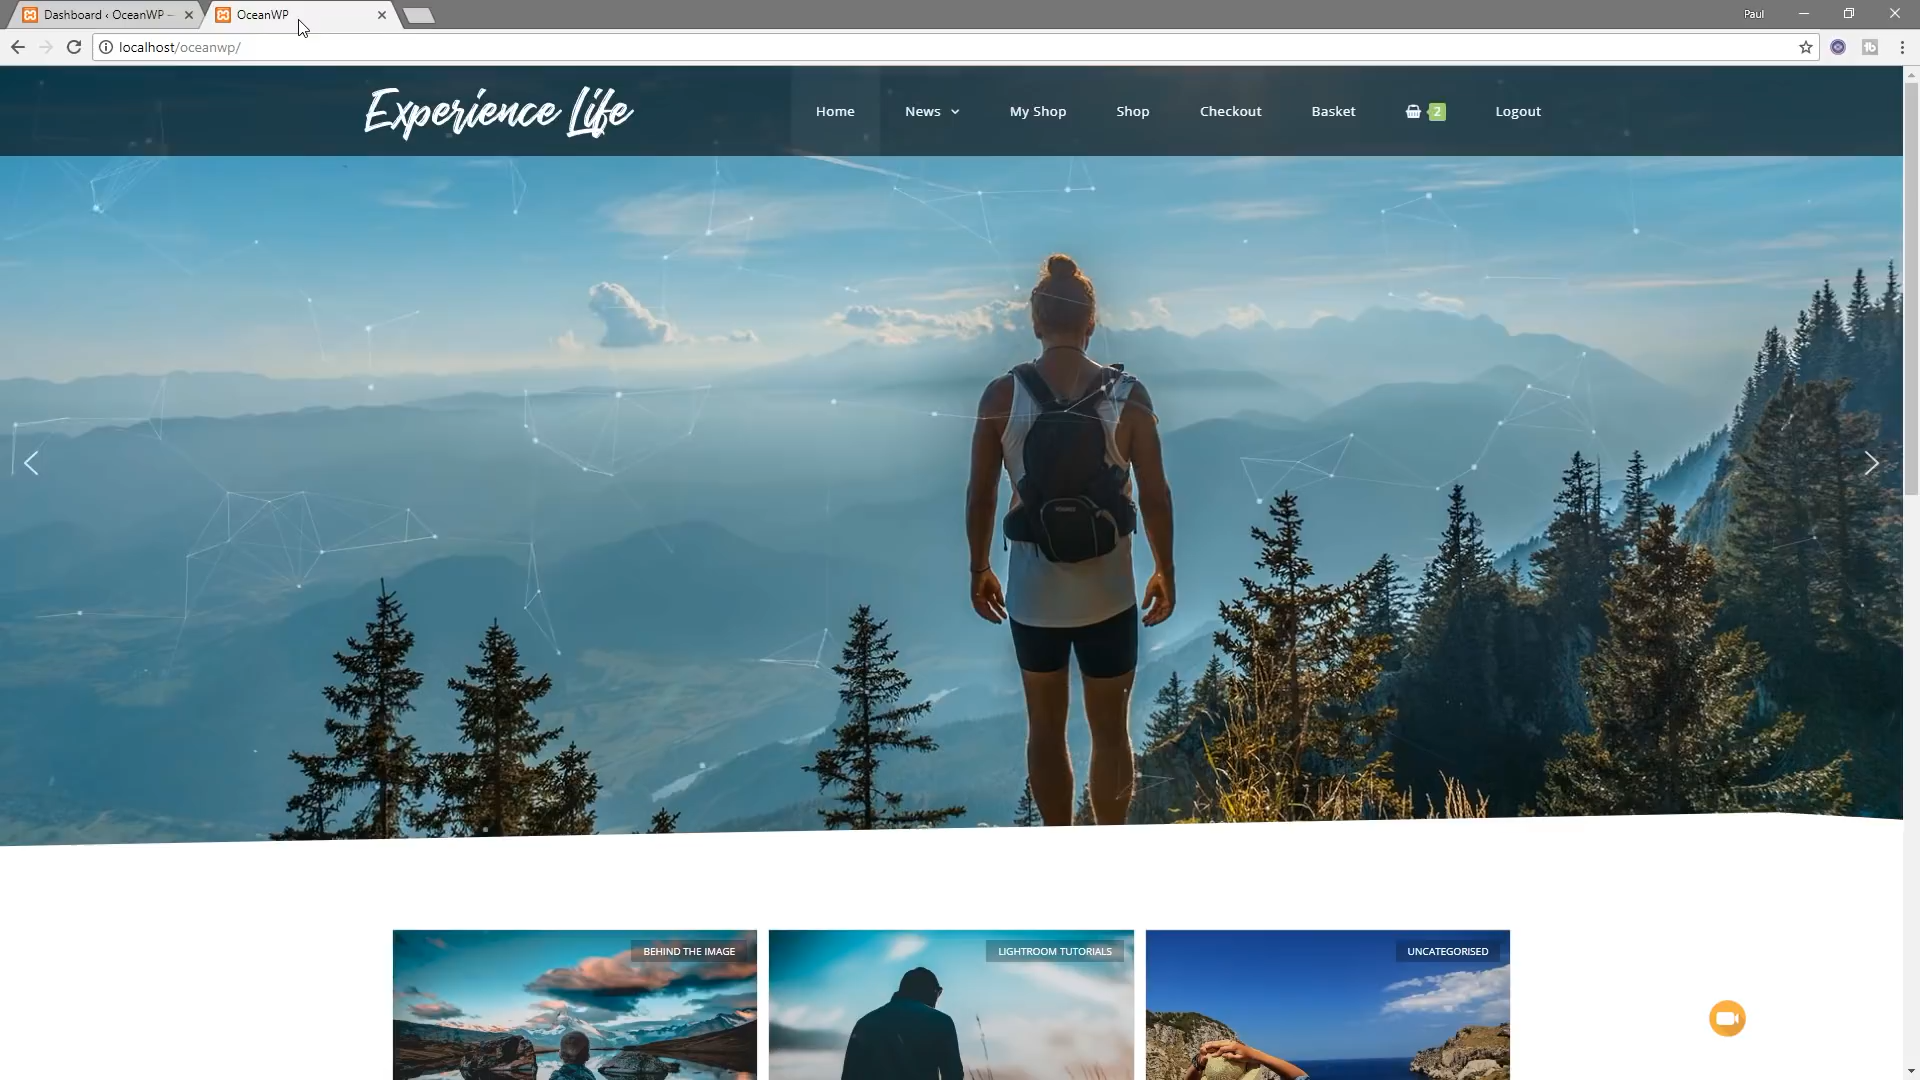 Dashboard ‹ OceanWP —
OceanWP
Paul
localhost/oceanwp/
Experience Life
Home
News
My Shop
Shop
Checkout
Basket
2
Logout
BEHIND THE IMAGE
LIGHTROOM TUTORIALS
UNCATEGORISED